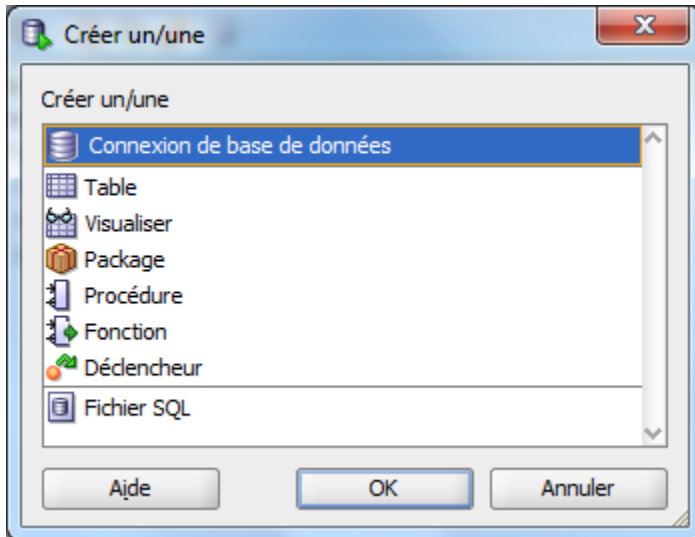 Créer un/une
Créer un/une
Connexion de base de données
Table
Visualiser
Package
Procédure
Fonction
Déclencheur
Fichier SQL
Aide
OK
Annuler